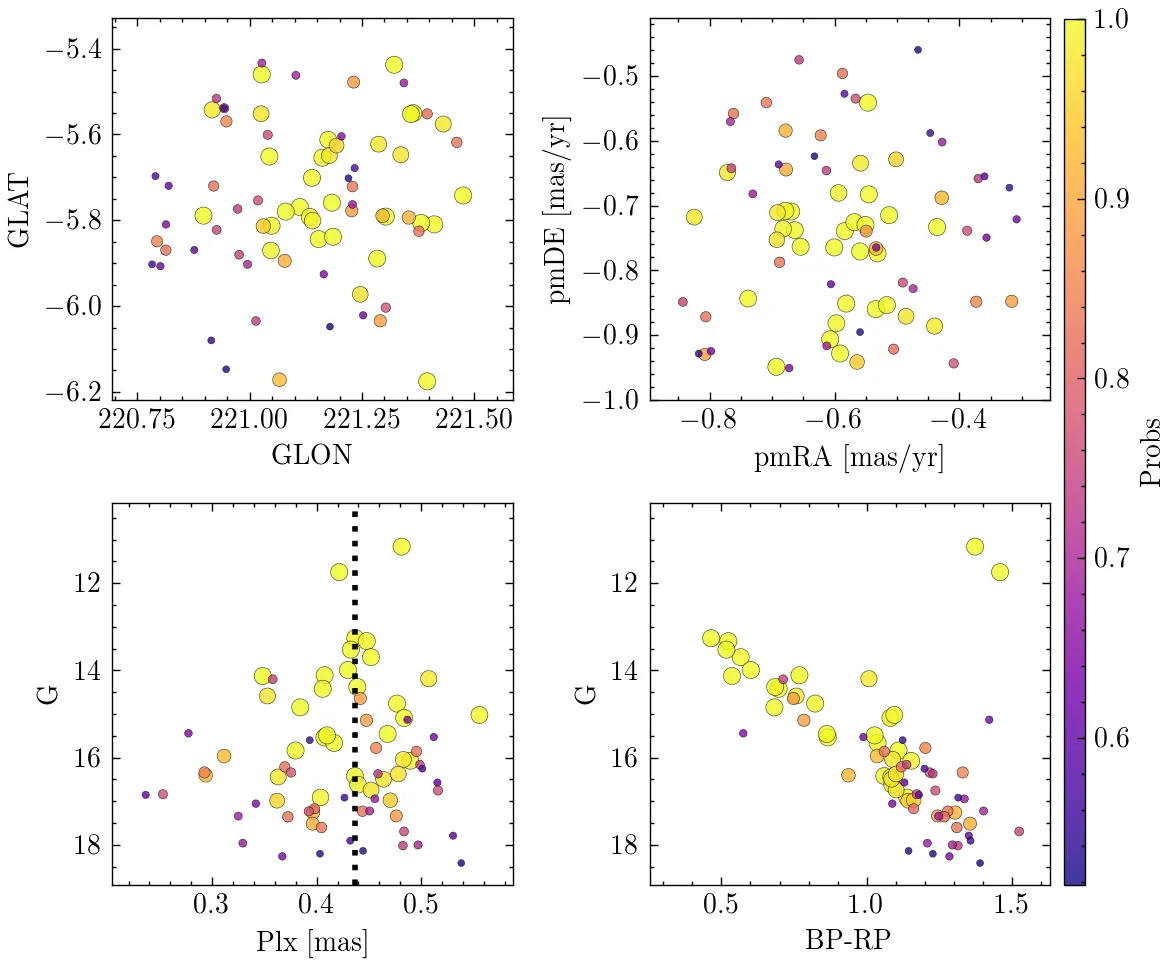 −5.4
−5.6
−5.8
−6.0
−6.2
GLAT
220.75 221.00 221.25 221.50
GLON
−0.5
−0.6
−0.7
−0.8
−0.9
−1.0
pmDE [mas/yr]
−0.8 −0.6 −0.4
pmRA [mas/yr]
1.0
0.9
0.8
0.7
0.6
Probs
12
14
16
18
G
0.3 0.4 0.5
Plx [mas]
12
14
16
18
G
0.5 1.0 1.5
BP-RP